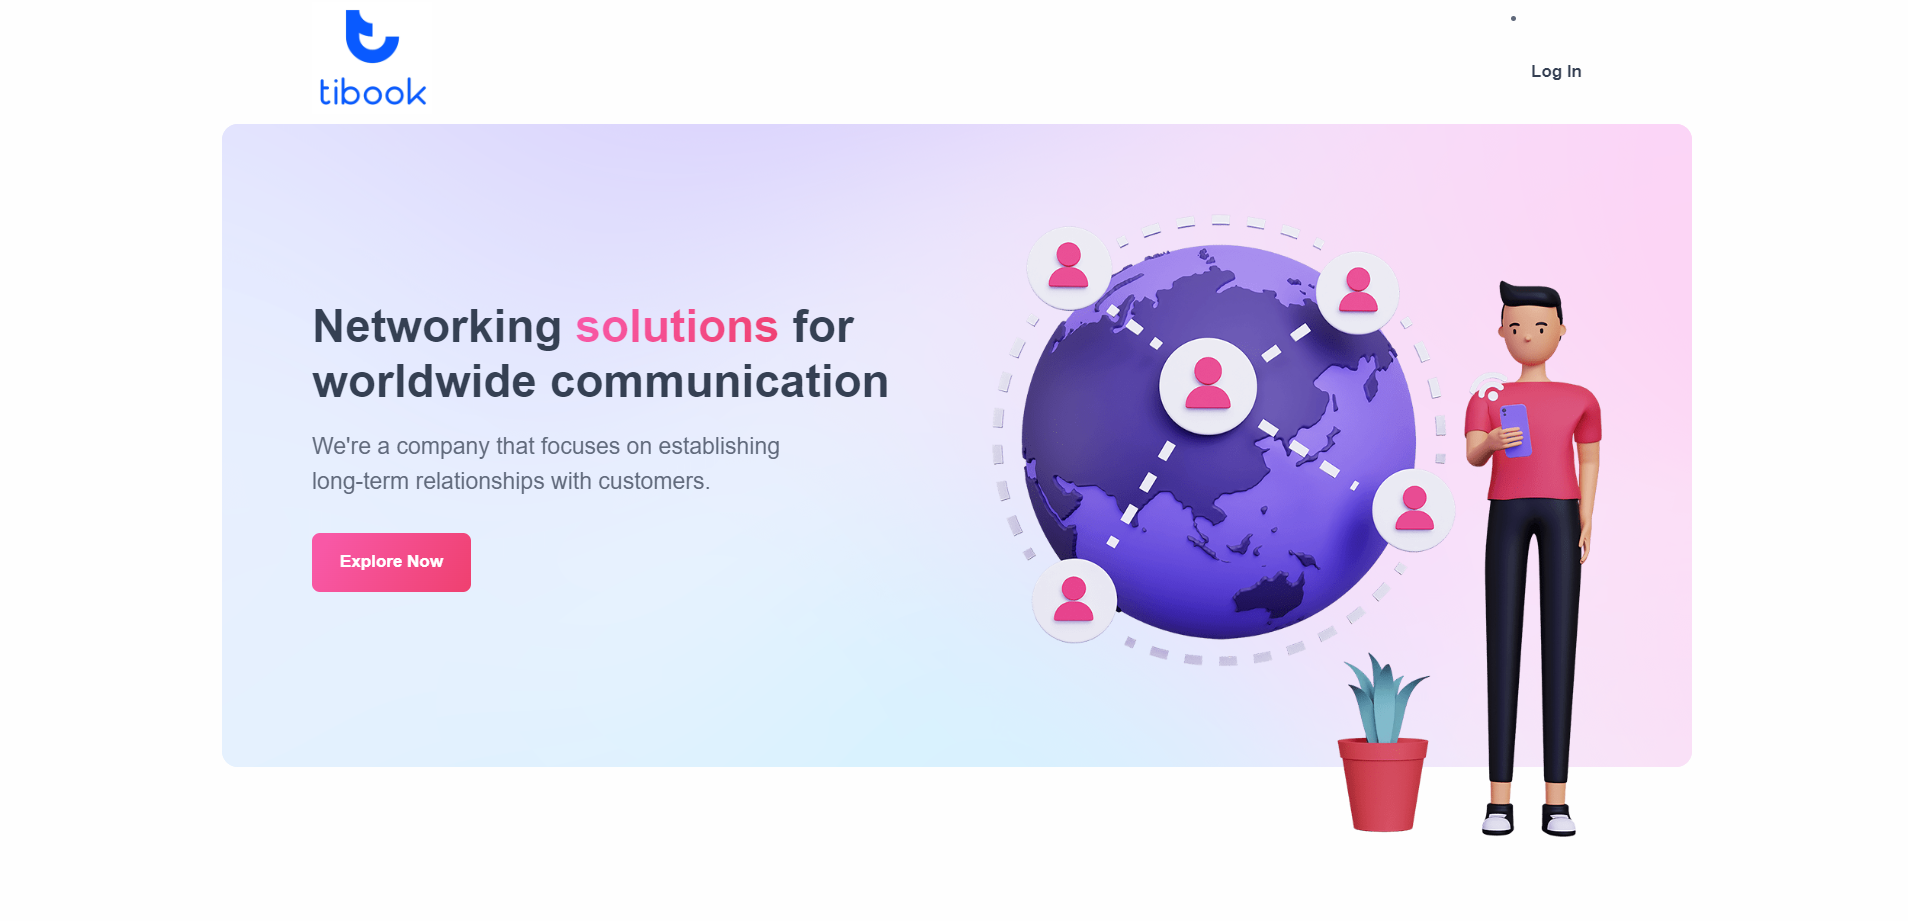 tibook
Log In
Networking solutions for
worldwide communication
We're a company that focuses on establishing
long-term relationships with customers.
Explore Now